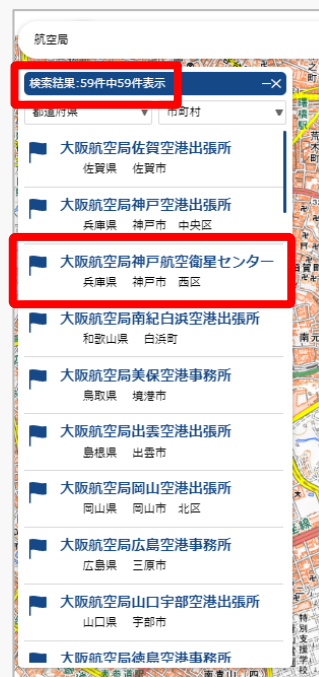 航空局
検索結果:59件中59件表示
都道府県 ▼ 市町村 ▼
大阪航空局佐賀空港出張所
佐賀県 佐賀市
大阪航空局神戸空港出張所
兵庫県 神戸市 中央区
大阪航空局神戸航空衛星センター
兵庫県 神戸市 西区
大阪航空局南紀白浜空港出張所
和歌山県 白浜町
大阪航空局美保空港事務所
鳥取県 境港市
大阪航空局出雲空港出張所
島根県 出雲市
大阪航空局岡山空港出張所
岡山県 岡山市 北区
大阪航空局広島空港事務所
広島県 三原市
大阪航空局山口宇部空港出張所
山口県 宇部市
大阪航空局徳島空港事務所